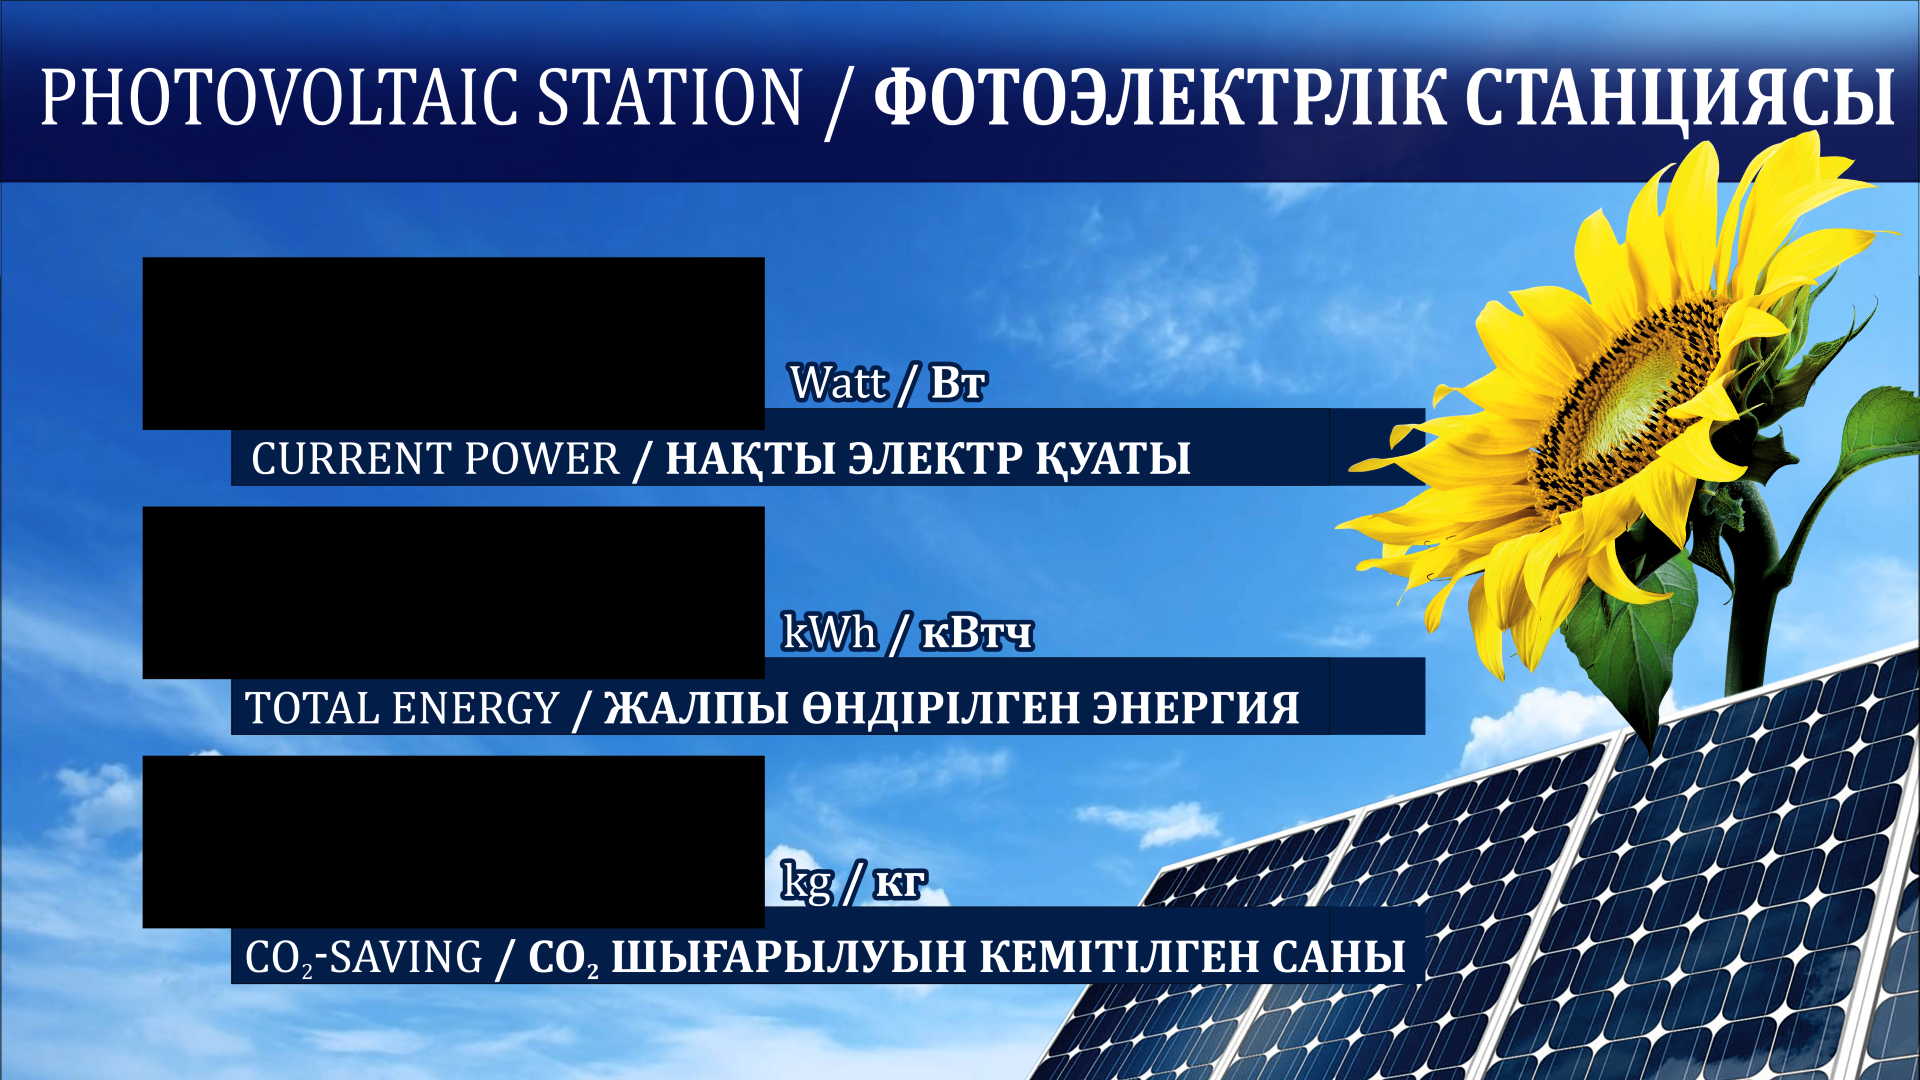 PHOTOVOLTAIC STATION / ФОТОЭЛЕКТРЛІК СТАНЦИЯСЫ
Watt / Вт
CURRENT POWER / НАҚТЫ ЭЛЕКТР ҚУАТЫ
kWh / кВтч
TOTAL ENERGY / ЖАЛПЫ ӨНДІРІЛГЕН ЭНЕРГИЯ
kg / кг
CO₂-SAVING / CO₂ ШЫҒАРЫЛУЫН КЕМІТІЛГЕН САНЫ